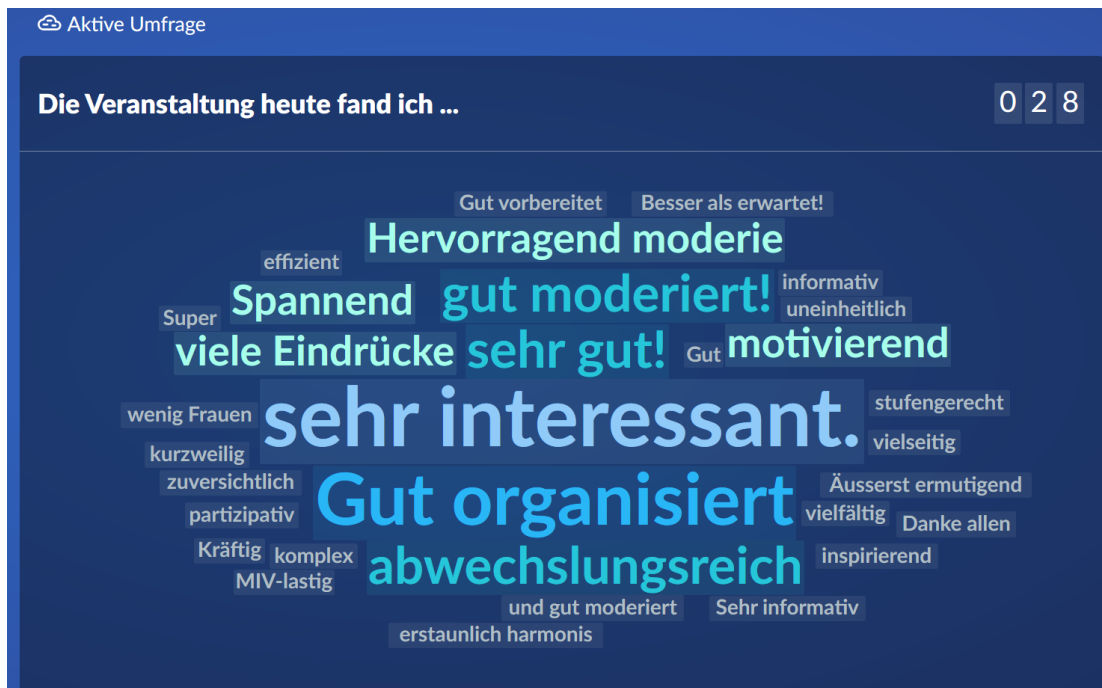 Aktive Umfrage
Die Veranstaltung heute fand ich ...
028
Gut vorbereitet
Besser als erwartet!
Hervorragend moderie
effizient
Spannend
gut moderiert!
informativ
uneinheitlich
Super
viele Eindrücke
sehr gut!
Gut
motivierend
wenig Frauen
sehr interessant.
stufengerecht
kurzweilig
vielseitig
zuversichtlich
Gut organisiert
Äusserst ermutigend
partizipativ
vielfältig
Danke allen
Kräftig
komplex
abwechslungsreich
inspirierend
MIV-lastig
und gut moderiert
Sehr informativ
erstaunlich harmonis